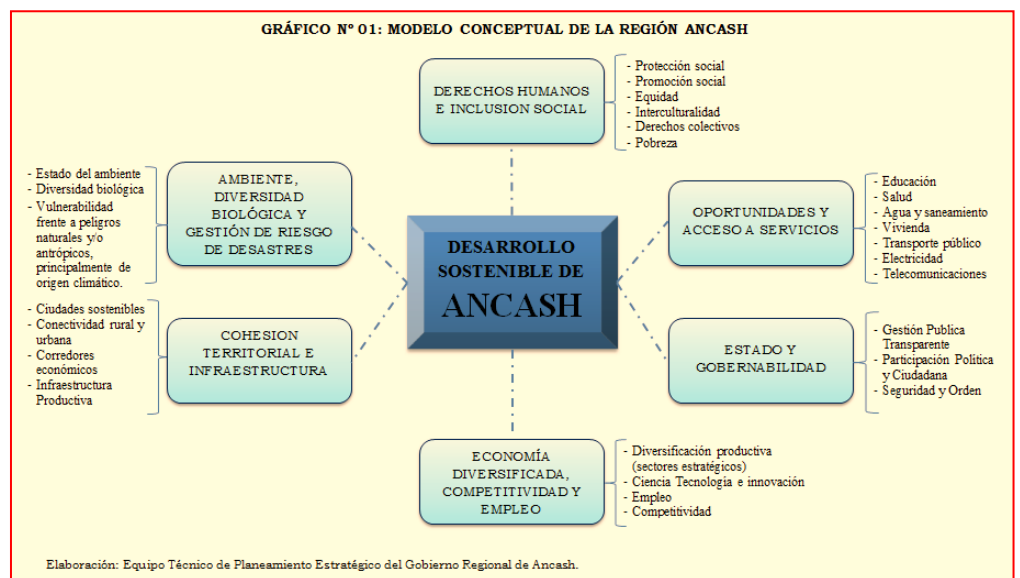 GRÁFICO Nº 01: MODELO CONCEPTUAL DE LA REGIÓN ANCASH
DERECHOS HUMANOS
E INCLUSION SOCIAL
- Protección social
- Promoción social
- Equidad
- Interculturalidad
- Derechos colectivos
- Pobreza
- Estado del ambiente
- Diversidad biológica
- Vulnerabilidad
frente a peligros
naturales y/o
antrópicos,
principalmente de
origen climático.
AMBIENTE,
DIVERSIDAD
BIOLÓGICA Y
GESTIÓN DE RIESGO
DE DESASTRES
OPORTUNIDADES Y
ACCESO A SERVICIOS
- Educación
- Salud
- Agua y saneamiento
- Vivienda
- Transporte público
- Electricidad
- Telecomunicaciones
DESARROLLO
SOSTENIBLE DE
ANCASH
- Ciudades sostenibles
- Conectividad rural y
urbana
- Corredores
económicos
- Infraestructura
Productiva
COHESION
TERRITORIAL E
INFRAESTRUCTURA
ESTADO Y
GOBERNABILIDAD
- Gestión Publica
Transparente
- Participación Política
y Ciudadana
- Seguridad y Orden
ECONOMÍA
DIVERSIFICADA,
COMPETITIVIDAD Y
EMPLEO
- Diversificación productiva
(sectores estratégicos)
- Ciencia Tecnologia e innovación
- Empleo
- Competitividad
Elaboración: Equipo Técnico de Planeamiento Estratégico del Gobierno Regional de Ancash.